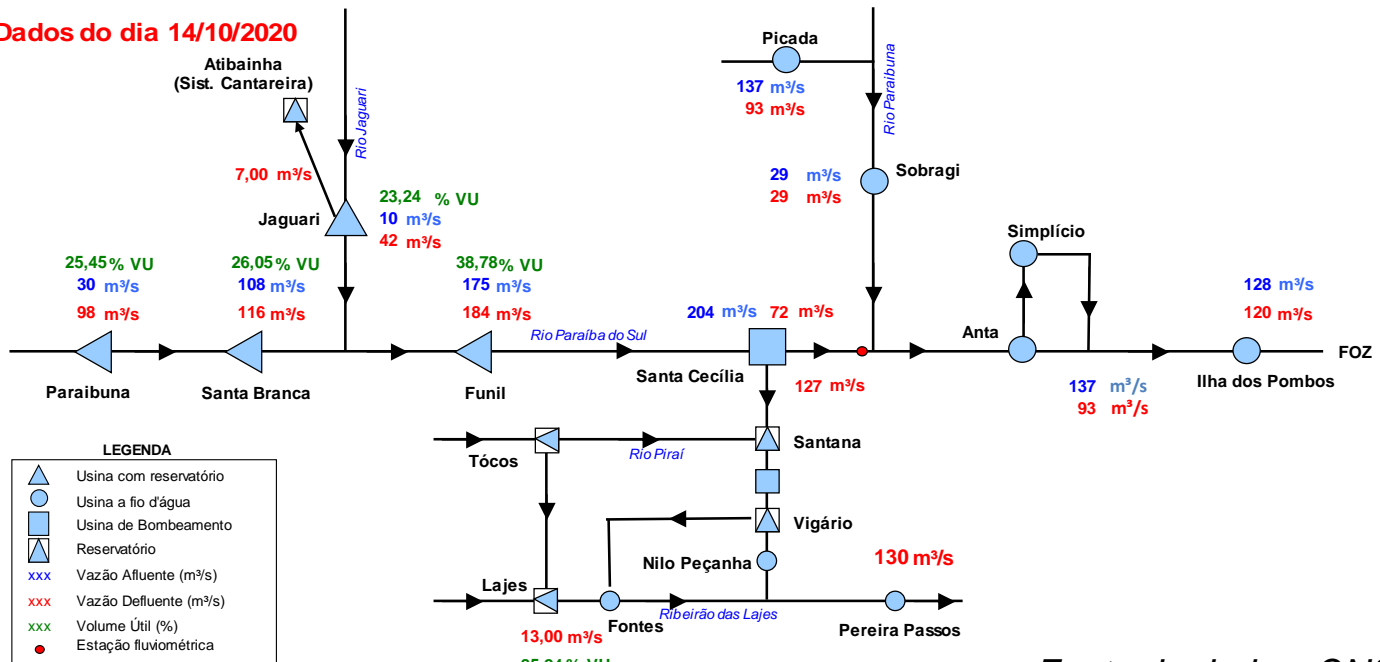 Dados do dia 14/10/2020
Atibainha
(Sist. Cantareira)
Rio Jaguari
7,00 m³/s
Jaguari
23,24 % VU
10 m³/s
42 m³/s
Picada
137 m³/s
93 m³/s
Rio Paraibuna
29 m³/s
29 m³/s
Sobragi
Simplício
25,45% VU
30 m³/s
98 m³/s
Paraibuna
26,05% VU
108 m³/s
116 m³/s
Santa Branca
38,78% VU
175 m³/s
184 m³/s
Funil
Rio Paraíba do Sul
204 m³/s 72 m³/s
Santa Cecília
127 m³/s
Anta
137 m³/s
93 m³/s
128 m³/s
120 m³/s
Ilha dos Pombos
FOZ
Tócos
Rio Piraí
Santana
Vigário
Nilo Peçanha
130 m³/s
Lajes
Fontes
Ribeirão das Lajes
Pereira Passos
13,00 m³/s
LEGENDA
Usina com reservatório
Usina a fio d'água
Usina de Bombeamento
Reservatório
xxx Vazão Afluente (m³/s)
xxx Vazão Defluente (m³/s)
xxx Volume Útil (%)
Estação fluviométrica